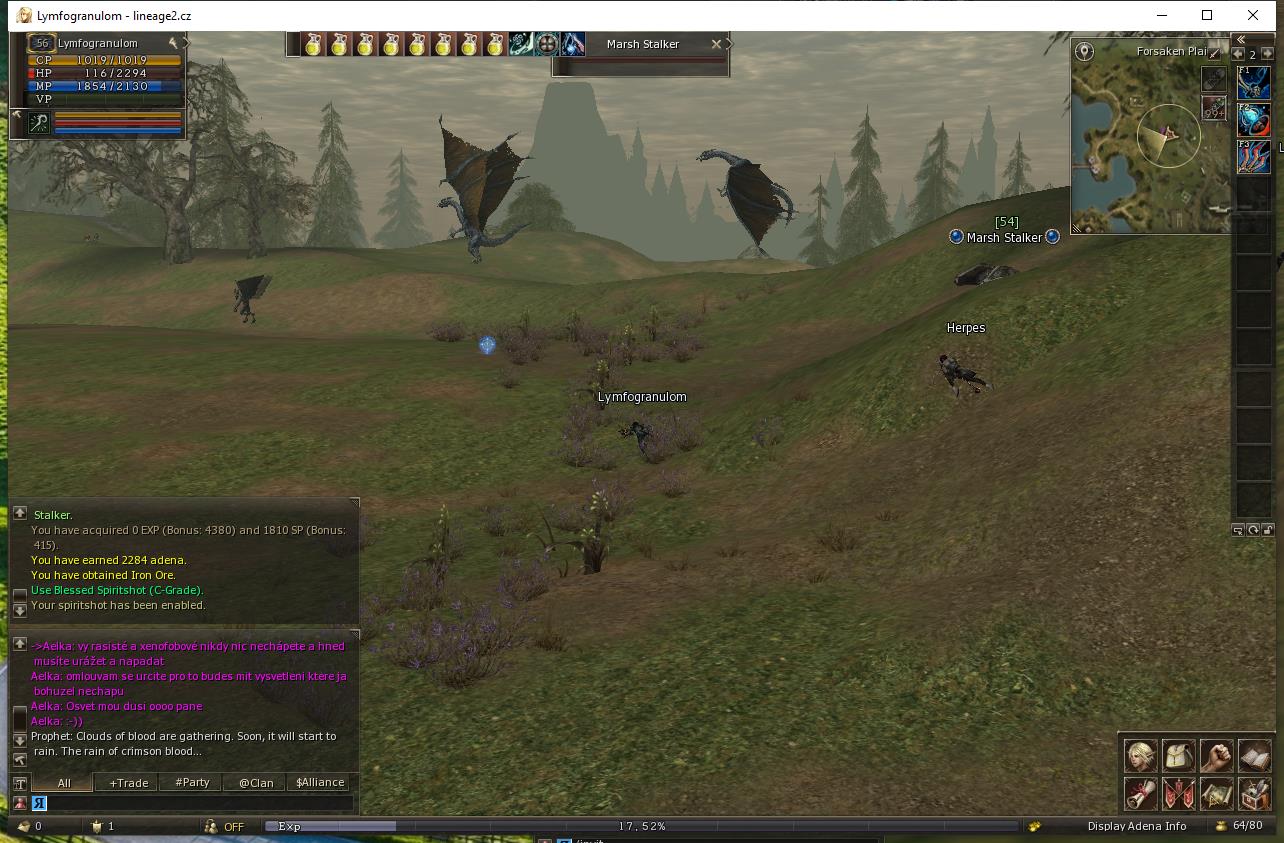 Lymfogranulom - lineage2.cz
56 Lymfogranulom
CP 1019/1019
HP 116/2294
MP 1854/2130
VP
Marsh Stalker
Forsaken Plai
2
F1
99+
F2
F3
[54]
Marsh Stalker
Herpes
Lymfogranulom
Stalker.
You have acquired 0 EXP (Bonus: 4380) and 1810 SP (Bonus:
415).
You have earned 2284 adena.
You have obtained Iron Ore.
Use Blessed Spiritshot (C-Grade).
Your spiritshot has been enabled.
->Aelka: vy rasisté a xenofobové nikdy nic nechápete a hned
musíte urážet a napadat
Aelka: omlouvam se urcite pro to budes mit vysvetleni ktere ja
bohuzel nechapu
Aelka: Osvet mou dusi oooo pane
Aelka: :-))
Prophet: Clouds of blood are gathering. Soon, it will start to
rain. The rain of crimson blood...
All +Trade #Party @Clan $Alliance
Я
0 1 OFF Exp 17,52% Display Adena Info 64/80